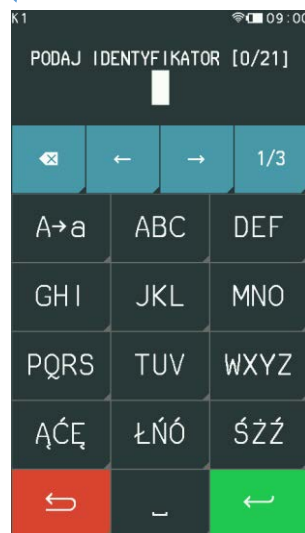 K1 09:00
PODAJ IDENTYFIKATOR [0/21]
← → 1/3
A→a ABC DEF
GHI JKL MNO
PQRS TUV WXYZ
ĄĆĘ ŁŃÓ ŚŻŹ